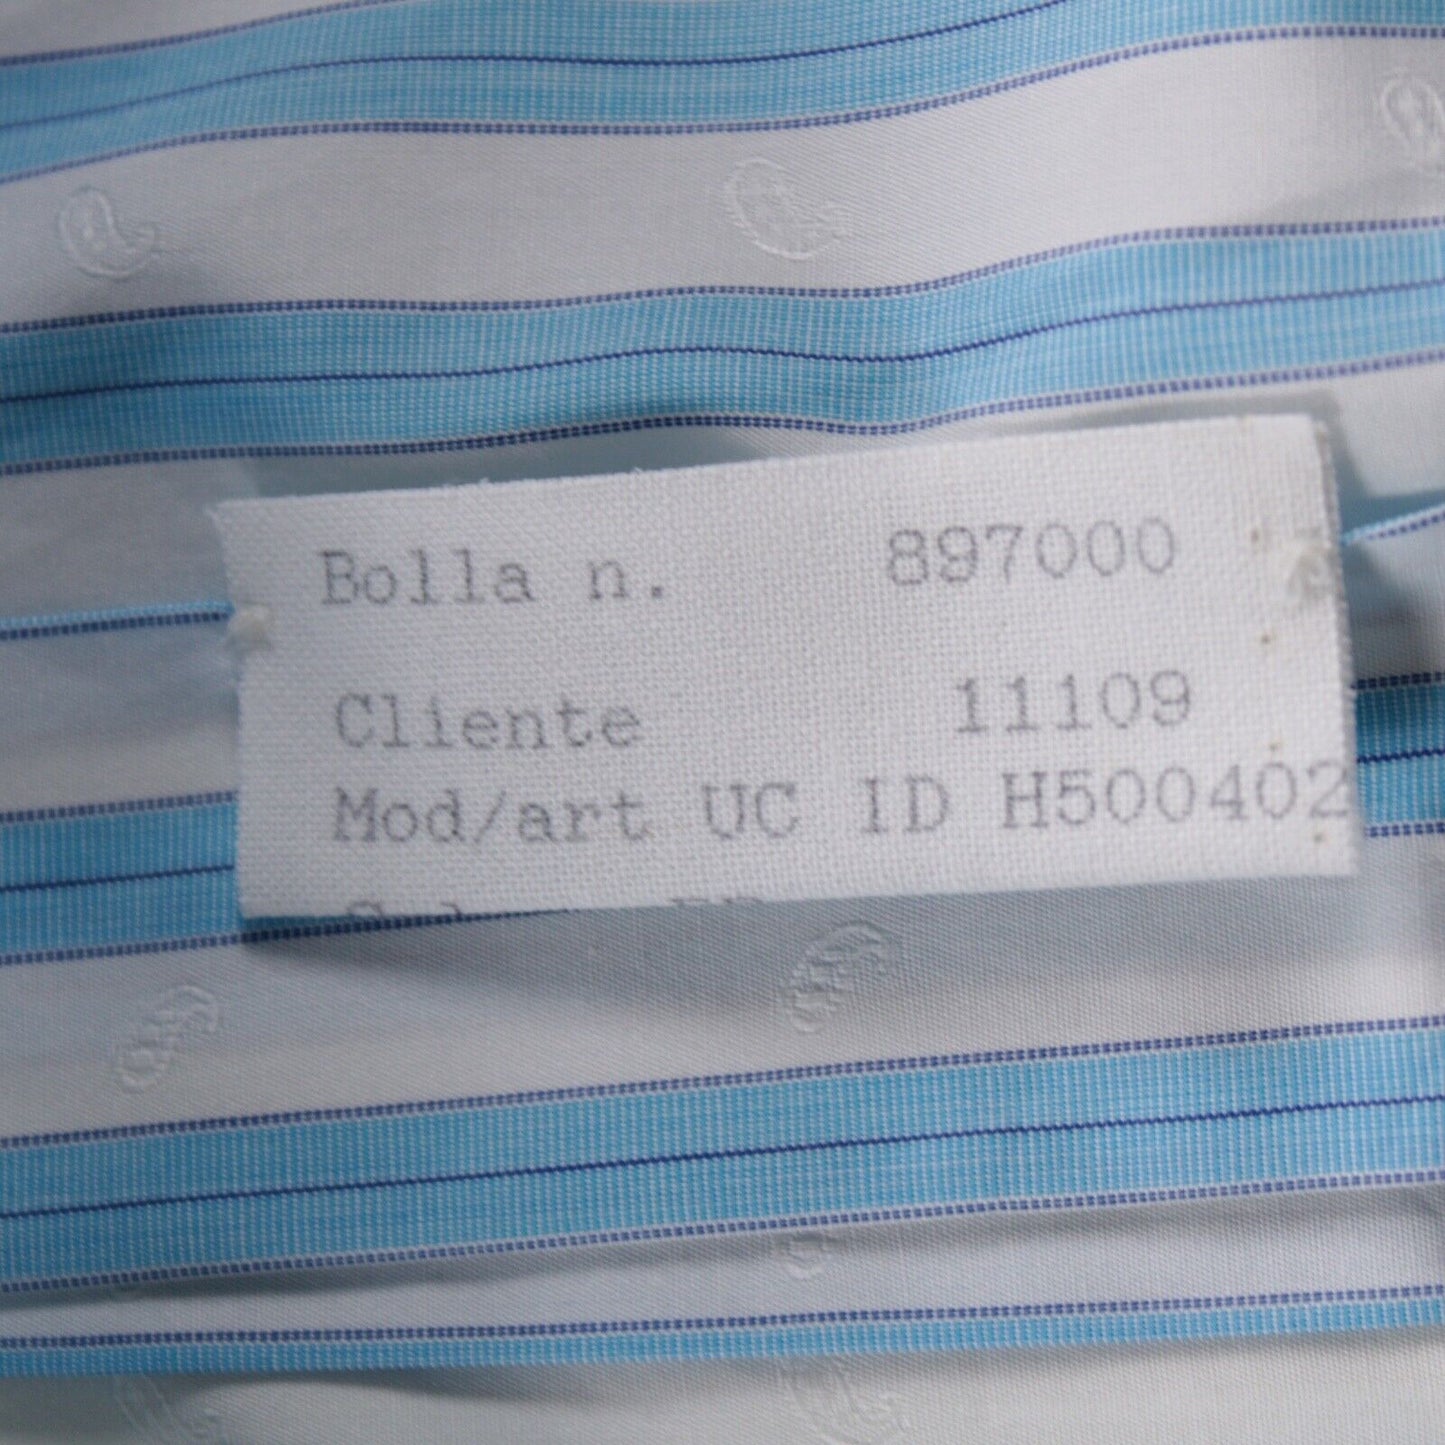 Bolla n. 897000
Cliente 11109
Mod/art UC ID H500402